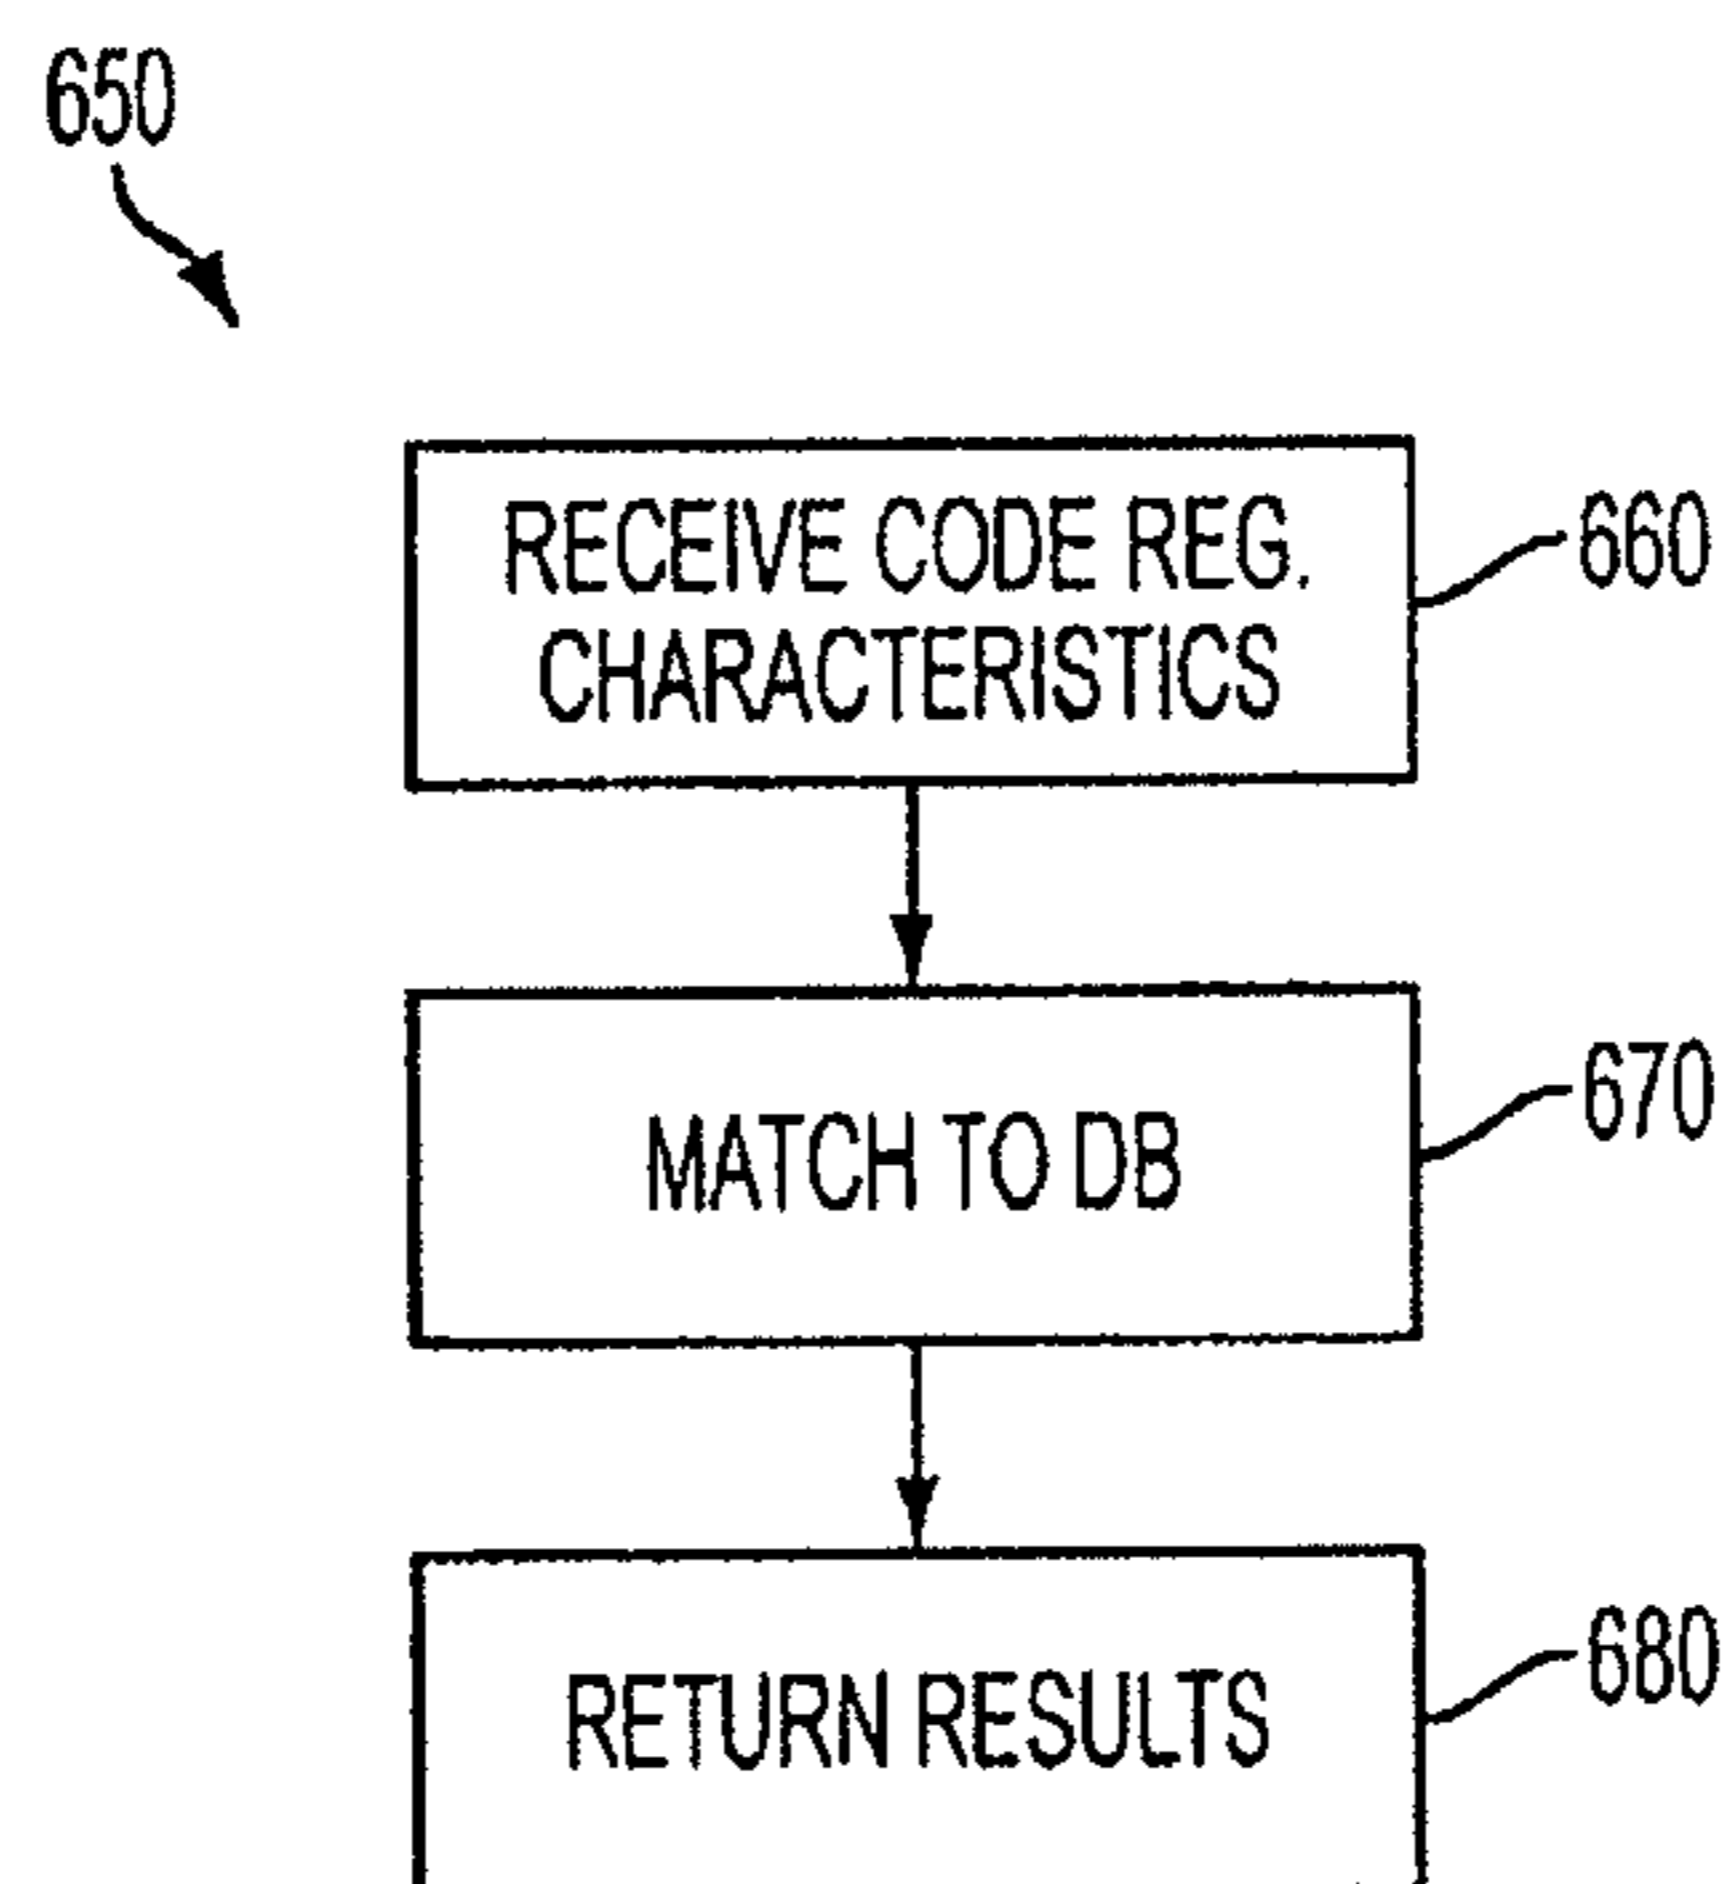 650
RECEIVE CODE REG.
CHARACTERISTICS
660
MATCH TO DB
670
RETURN RESULTS
680